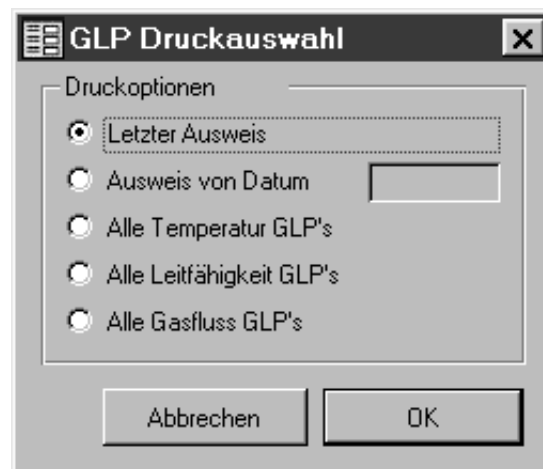 GLP Druckauswahl
Druckoptionen
Letzter Ausweis
Ausweis von Datum
Alle Temperatur GLP's
Alle Leitfähigkeit GLP's
Alle Gasfluss GLP's
Abbrechen OK